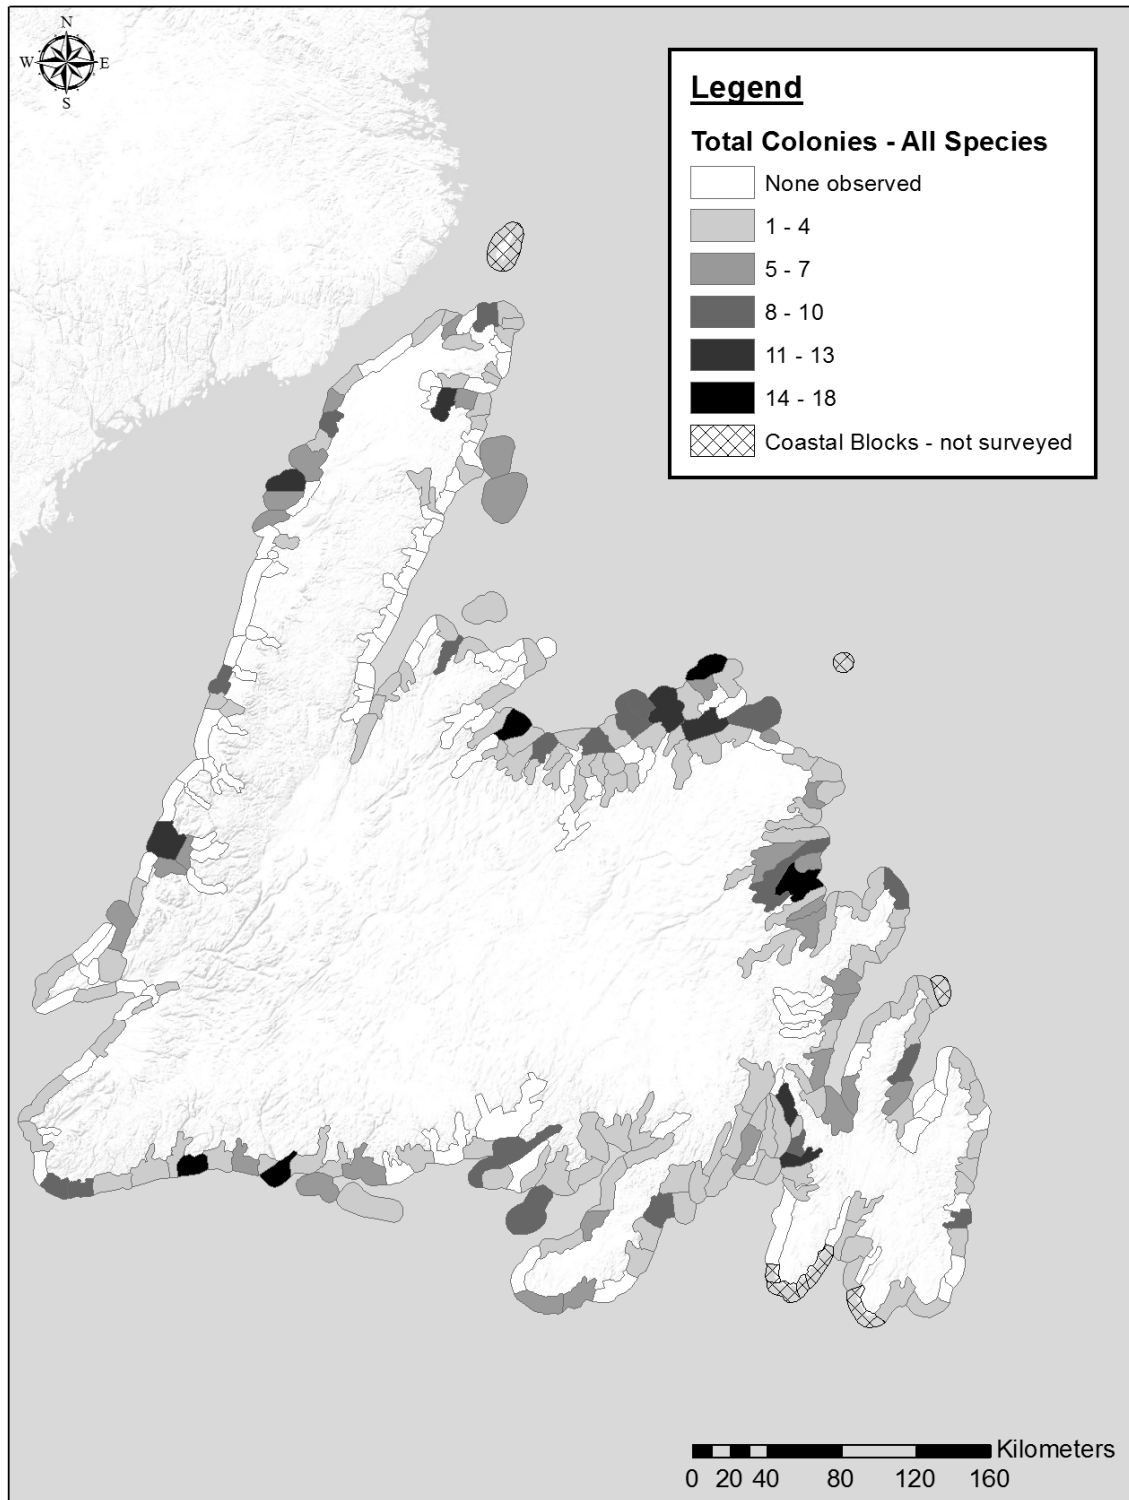 N
W E
S
Legend
Total Colonies - All Species
None observed
1 - 4
5 - 7
8 - 10
11 - 13
14 - 18
Coastal Blocks - not surveyed
Kilometers
0 20 40 80 120 160